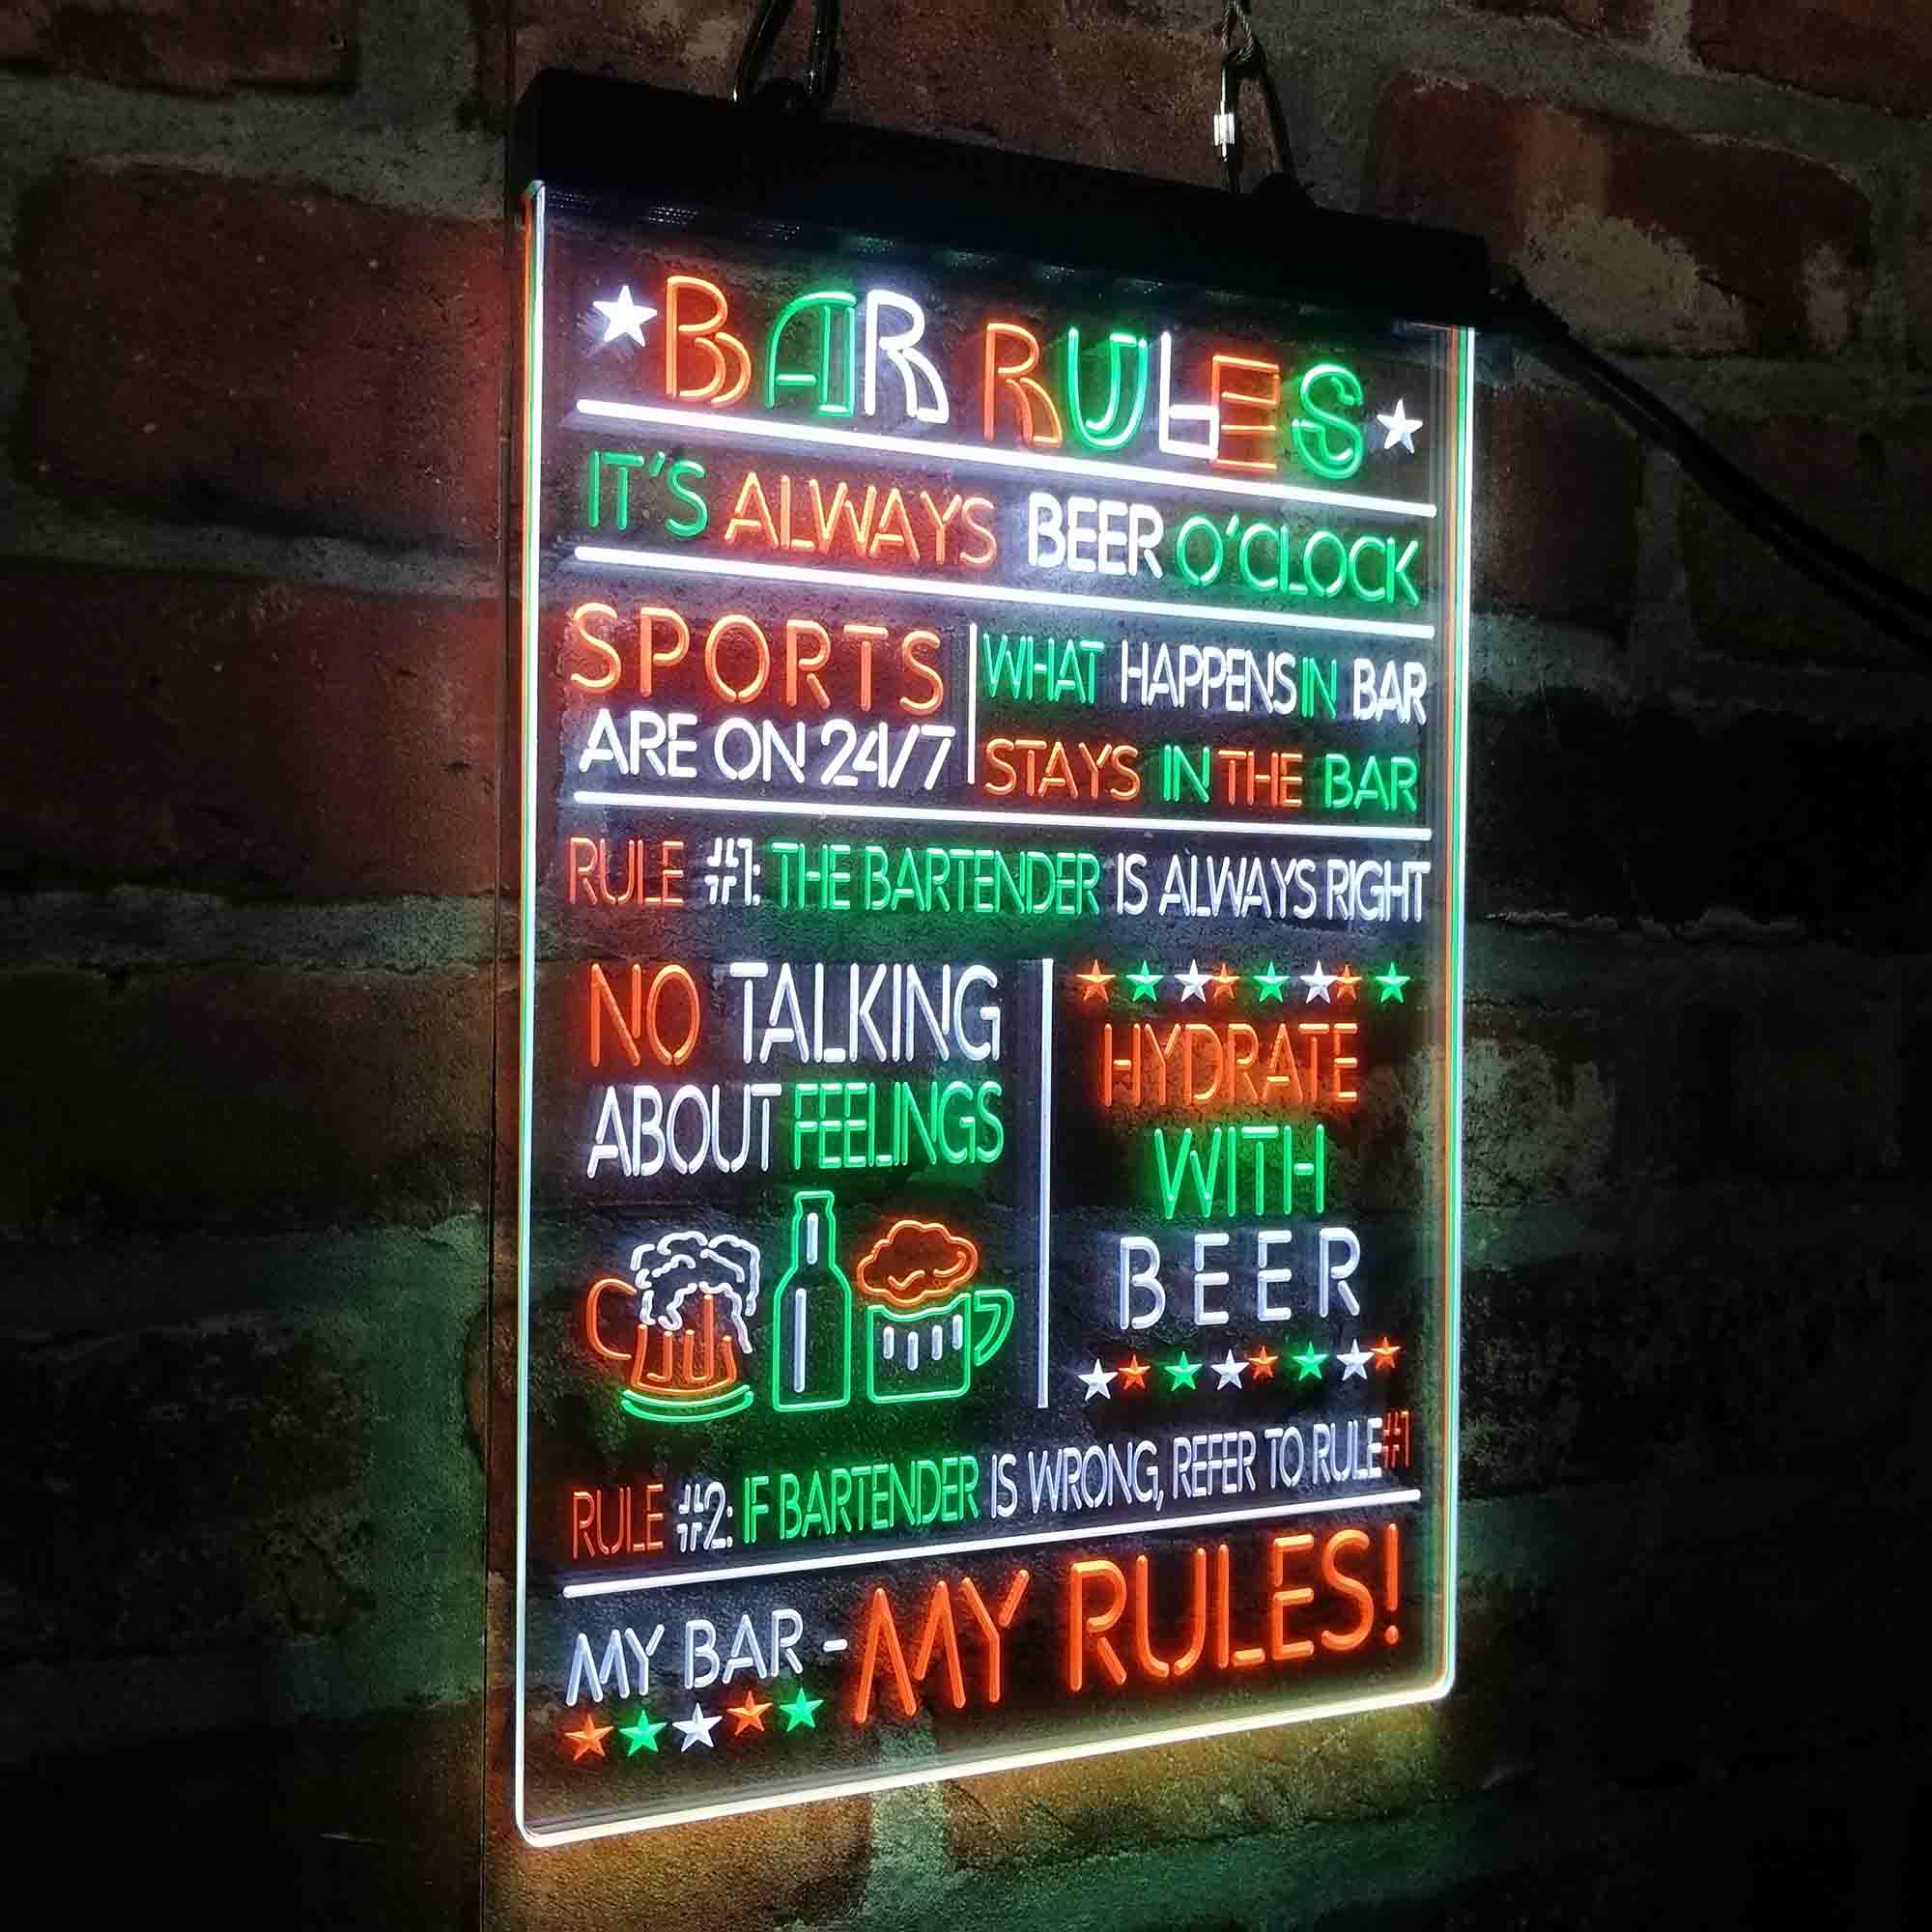 BAR RULES
IT'S ALWAYS BEER O'CLOCK
SPORTS
ARE ON 24/7
WHAT HAPPENS IN BAR
STAYS IN THE BAR
RULE #1: THE BARTENDER IS ALWAYS RIGHT
NO TALKING
ABOUT FEELINGS
HYDRATE
WITH
BEER
RULE #2: IF BARTENDER IS WRONG, REFER TO RULE #1
MY BAR - MY RULES!